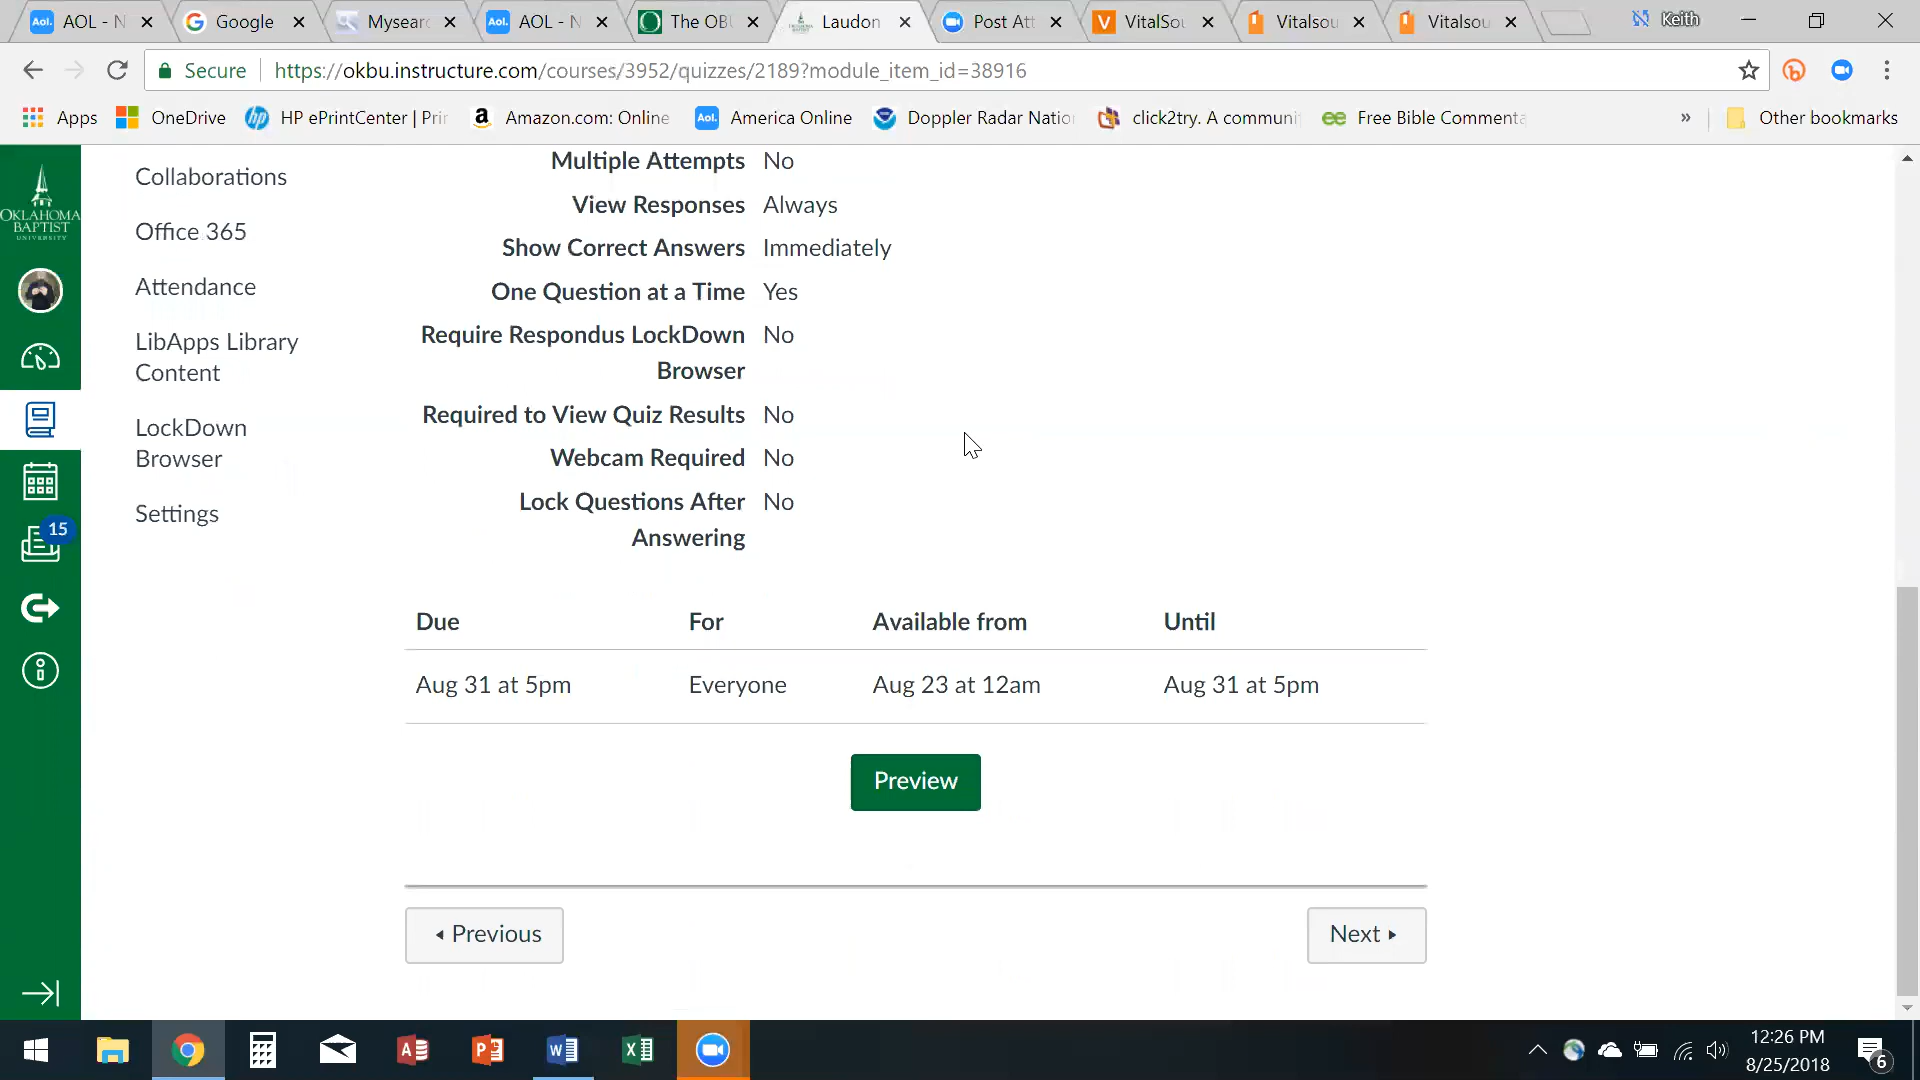 Aol. AOL - N
Google
Mysearc
Aol. AOL - N
The OBU
Laudon
Post Att
VitalSou
Vitalsou
Vitalsou
Keith
Secure https://okbu.instructure.com/courses/3952/quizzes/2189?module_item_id=38916
Apps OneDrive HP ePrintCenter | Prir Amazon.com: Online Aol. America Online Doppler Radar Natio click2try. A communi Free Bible Commenta » Other bookmarks
OKLAHOMA
BAPTIST
UNIVERSITY
15
Collaborations
Office 365
Attendance
LibApps Library
Content
LockDown
Browser
Settings
Multiple Attempts No
View Responses Always
Show Correct Answers Immediately
One Question at a Time Yes
Require Respondus LockDown No
Browser
Required to View Quiz Results No
Webcam Required No
Lock Questions After No
Answering
Due For Available from Until
Aug 31 at 5pm Everyone Aug 23 at 12am Aug 31 at 5pm
Preview
Previous
Next
12:26 PM
8/25/2018
6